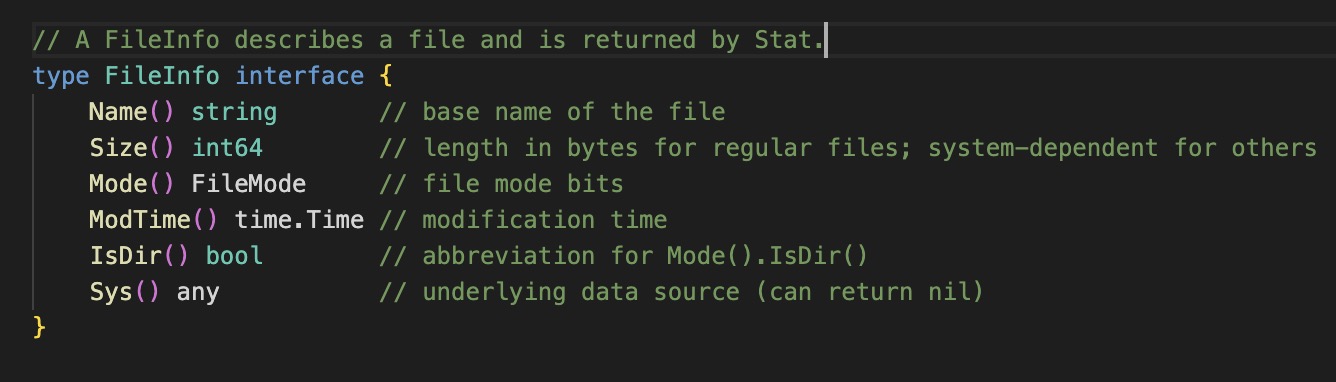 // A FileInfo describes a file and is returned by Stat.
type FileInfo interface {
    Name() string       // base name of the file
    Size() int64        // length in bytes for regular files; system-dependent for others
    Mode() FileMode     // file mode bits
    ModTime() time.Time // modification time
    IsDir() bool        // abbreviation for Mode().IsDir()
    Sys() any           // underlying data source (can return nil)
}